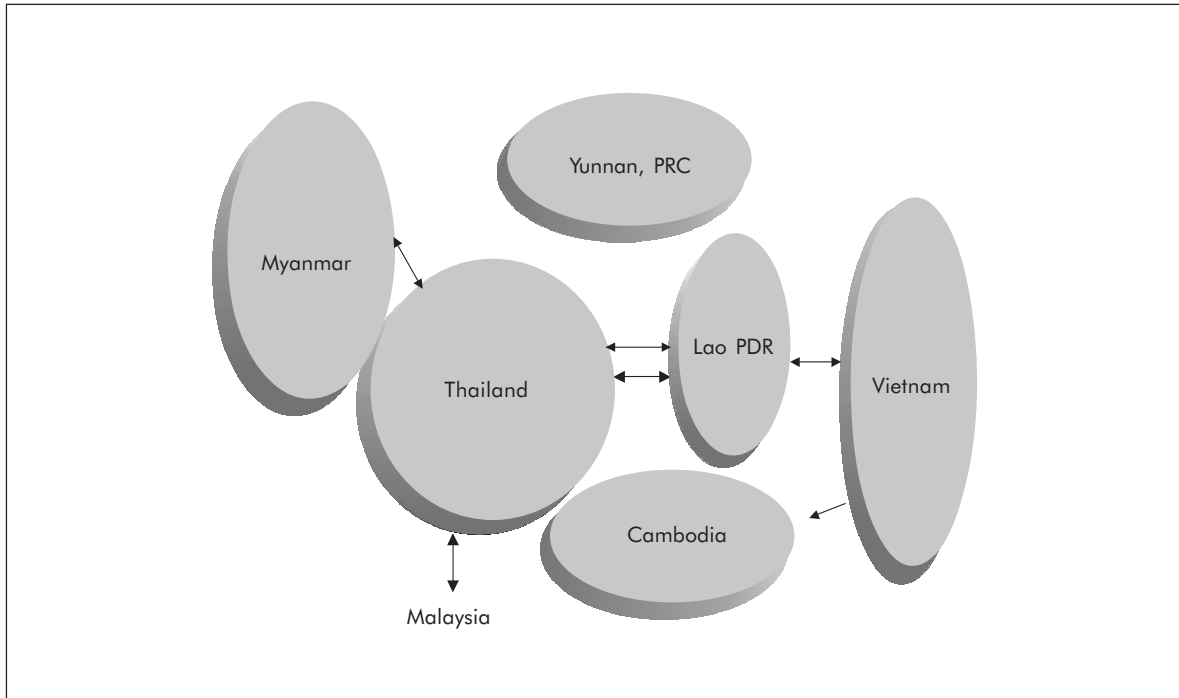 Yunnan, PRC
Myanmar
Lao PDR
Thailand
Vietnam
Cambodia
Malaysia